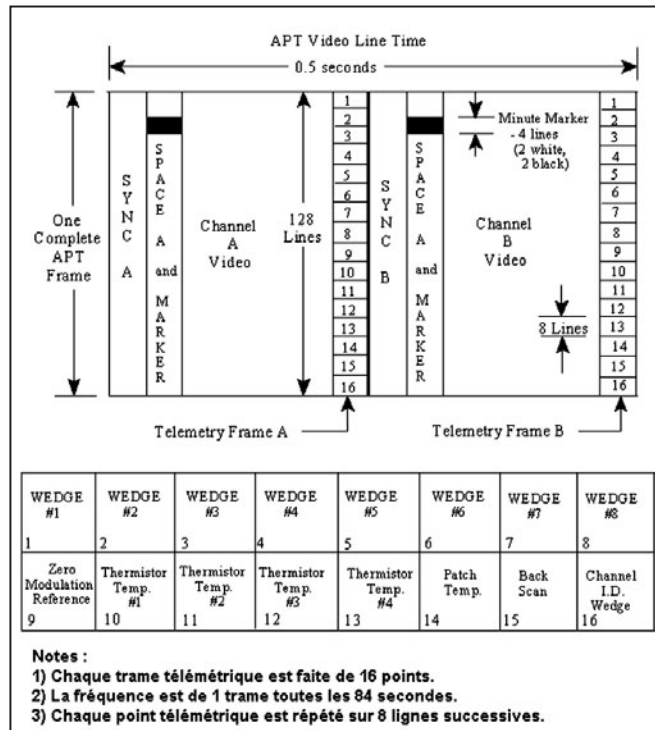 APT Video Line Time
0.5 seconds
One
Complete
APT
Frame
SYNC A
SPACE A and MARKER
Channel
A
Video
128
Lines
1
2
3
4
5
6
7
8
9
10
11
12
13
14
15
16
SYNC B
SPACE A and MARKER
Minute Marker
- 4 lines
(2 white,
2 black)
Channel
B
Video
8 Lines
1
2
3
4
5
6
7
8
9
10
11
12
13
14
15
16
Telemetry Frame A
Telemetry Frame B
WEDGE #1 1
WEDGE #2 2
WEDGE #3 3
WEDGE #4 4
WEDGE #5 5
WEDGE #6 6
WEDGE #7 7
WEDGE #8 8
Zero Modulation Reference 9
Thermistor Temp. #1 10
Thermistor Temp. #2 11
Thermistor Temp. #3 12
Thermistor Temp. #4 13
Patch Temp. 14
Back Scan 15
Channel I.D. Wedge 16
Notes :
1) Chaque trame télémétrique est faite de 16 points.
2) La fréquence est de 1 trame toutes les 84 secondes.
3) Chaque point télémétrique est répété sur 8 lignes successives.